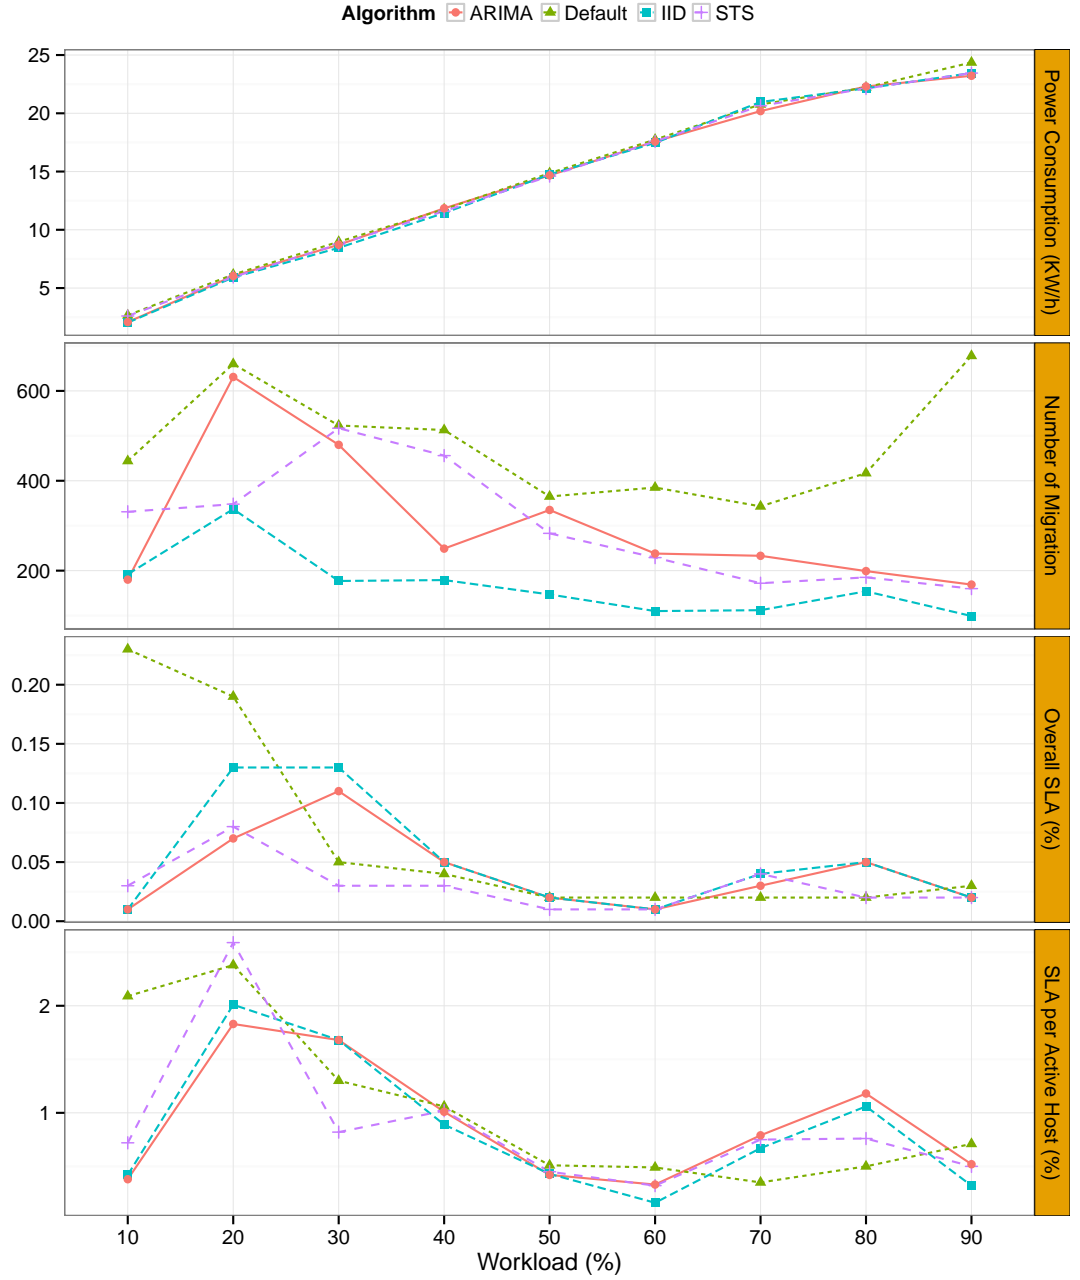 Algorithm ARIMA Default IID STS
25
20
15
10
5
Power Consumption (KW/h)
600
400
200
Number of Migration
0.20
0.15
0.10
0.05
0.00
Overall SLA (%)
2
1
SLA per Active Host (%)
10 20 30 40 50 60 70 80 90
Workload (%)